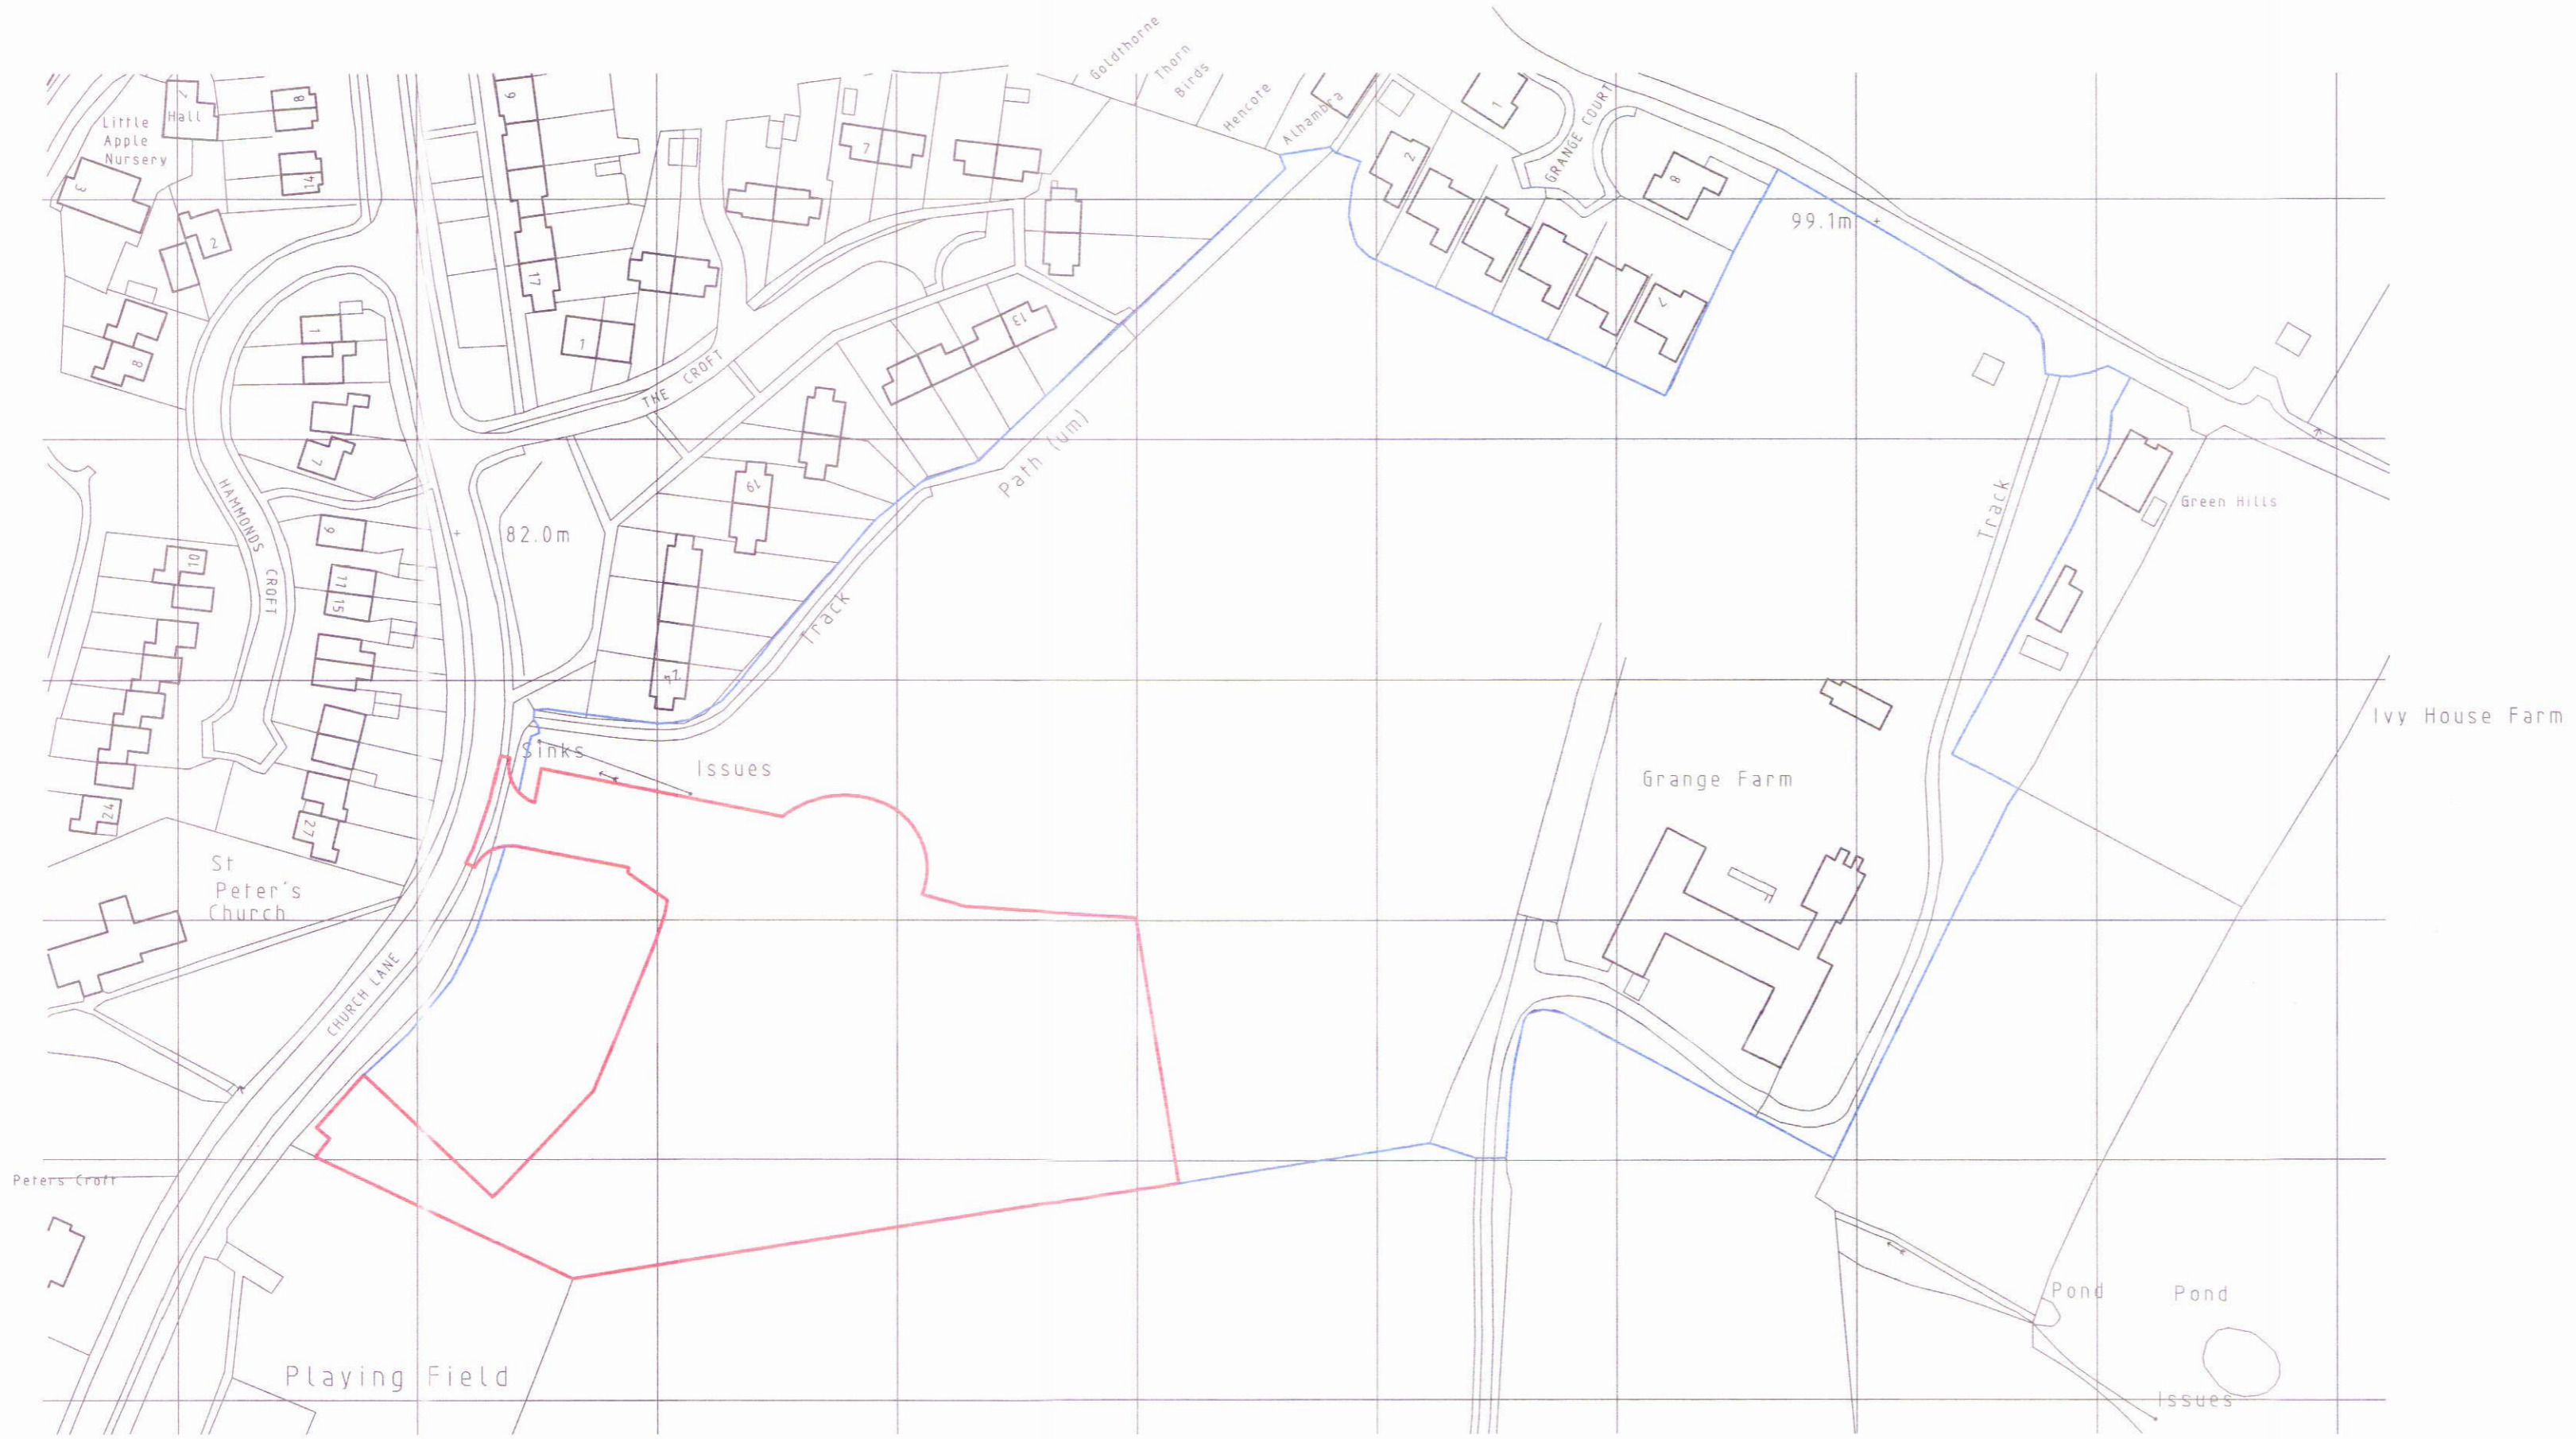 Goldthorne
Thorn
Birds
Hencote
Alhambra
GRANGE COURT
1
2
8
7
99.1m
Little
Apple
Nursery
Hall
7
8
14
3
2
8
9
17
1
7
1
7
THE CROFT
13
19
24
82.0m
Path (um)
Track
HAMMONDS
CROFT
9
11
15
10
24
27
Track
Green Hills
Ivy House Farm
Sinks
Issues
Grange Farm
St
Peter's
Church
CHURCH LANE
Peters Croft
Playing Field
Pond
Pond
Issues